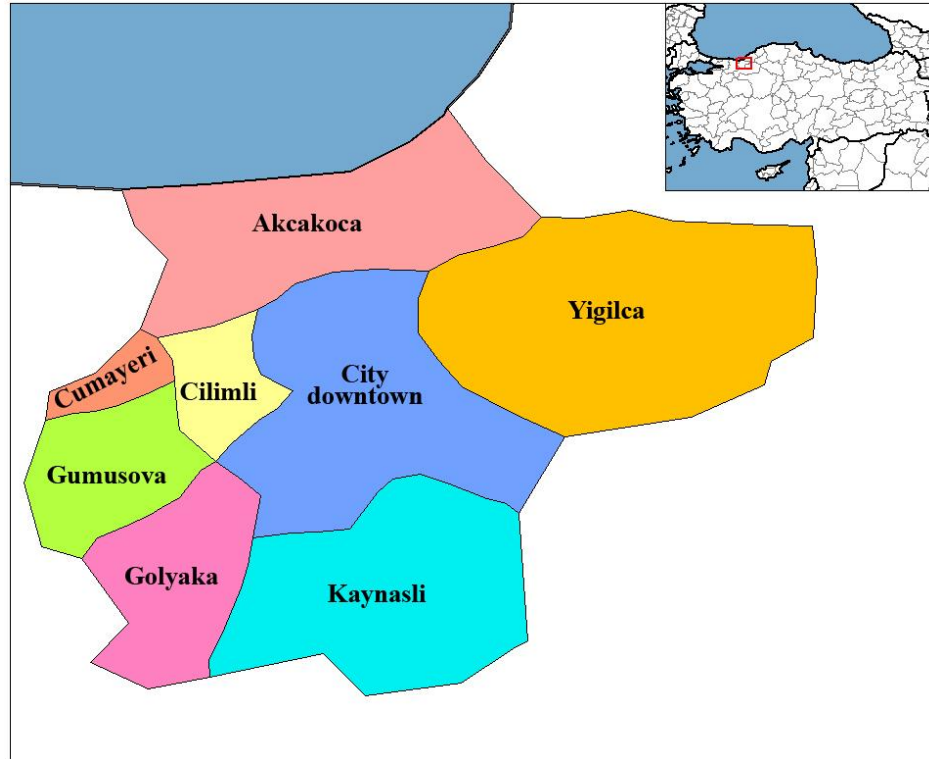 Akcakoca
Yigilca
Cumayeri
Cilimli
City
downtown
Gumusova
Golyaka
Kaynasli